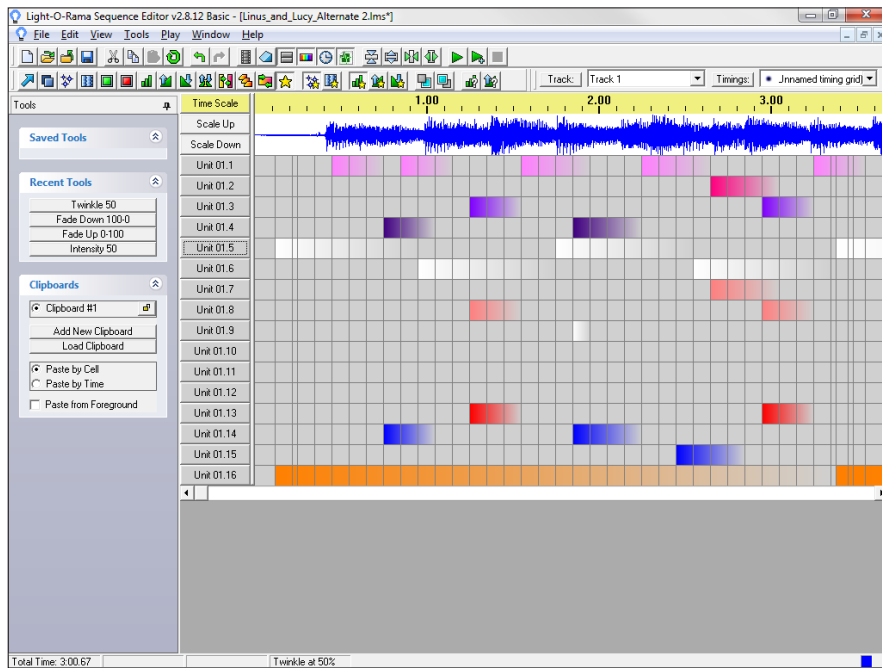 Light-O-Rama Sequence Editor v2.8.12 Basic - [Linus_and_Lucy_Alternate 2.lms*]
File Edit View Tools Play Window Help
Track: Track 1 Timings: Jnnamed timing grid)
Tools
Time Scale 1.00 2.00 3.00
Scale Up
Saved Tools
Scale Down
Unit 01.1
Recent Tools
Unit 01.2
Twinkle 50
Unit 01.3
Fade Down 100-0
Fade Up 0-100
Unit 01.4
Intensity 50
Unit 01.5
Unit 01.6
Clipboards
Unit 01.7
Clipboard #1
Unit 01.8
Add New Clipboard
Unit 01.9
Load Clipboard
Unit 01.10
Paste by Cell
Unit 01.11
Paste by Time
Unit 01.12
Paste from Foreground
Unit 01.13
Unit 01.14
Unit 01.15
Unit 01.16
Total Time: 3:00.67 Twinkle at 50%